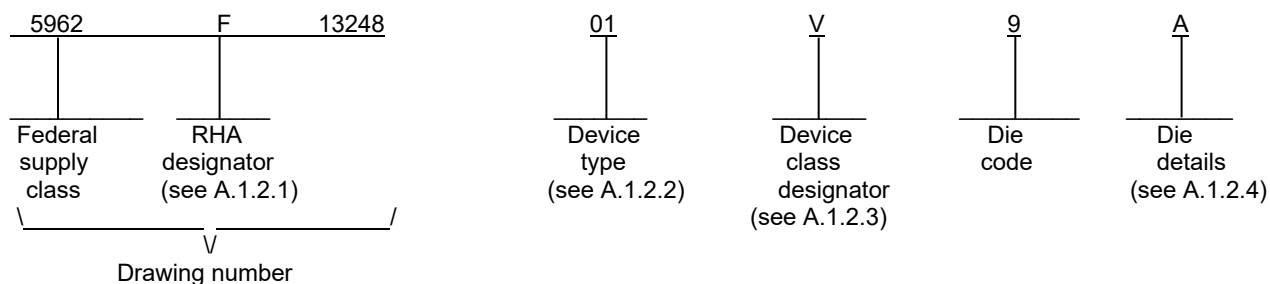 5962 F 13248 01 V 9 A
Federal RHA Device Device Die Die
supply designator type class code details
class (see A.1.2.1) (see A.1.2.2) designator (see A.1.2.4)
(see A.1.2.3)
Drawing number